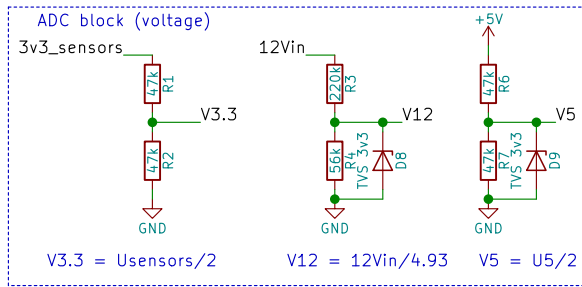 ADC block (voltage)
+5V
3v3_sensors
12Vin
47k
R1
220k
R3
47k
R6
V3.3
V12
V5
47k
R2
56k
R4
TVS 3v3
D8
47k
R7
TVS 3v3
D9
GND
GND
GND
V3.3 = Usensors/2
V12 = 12Vin/4.93
V5 = U5/2